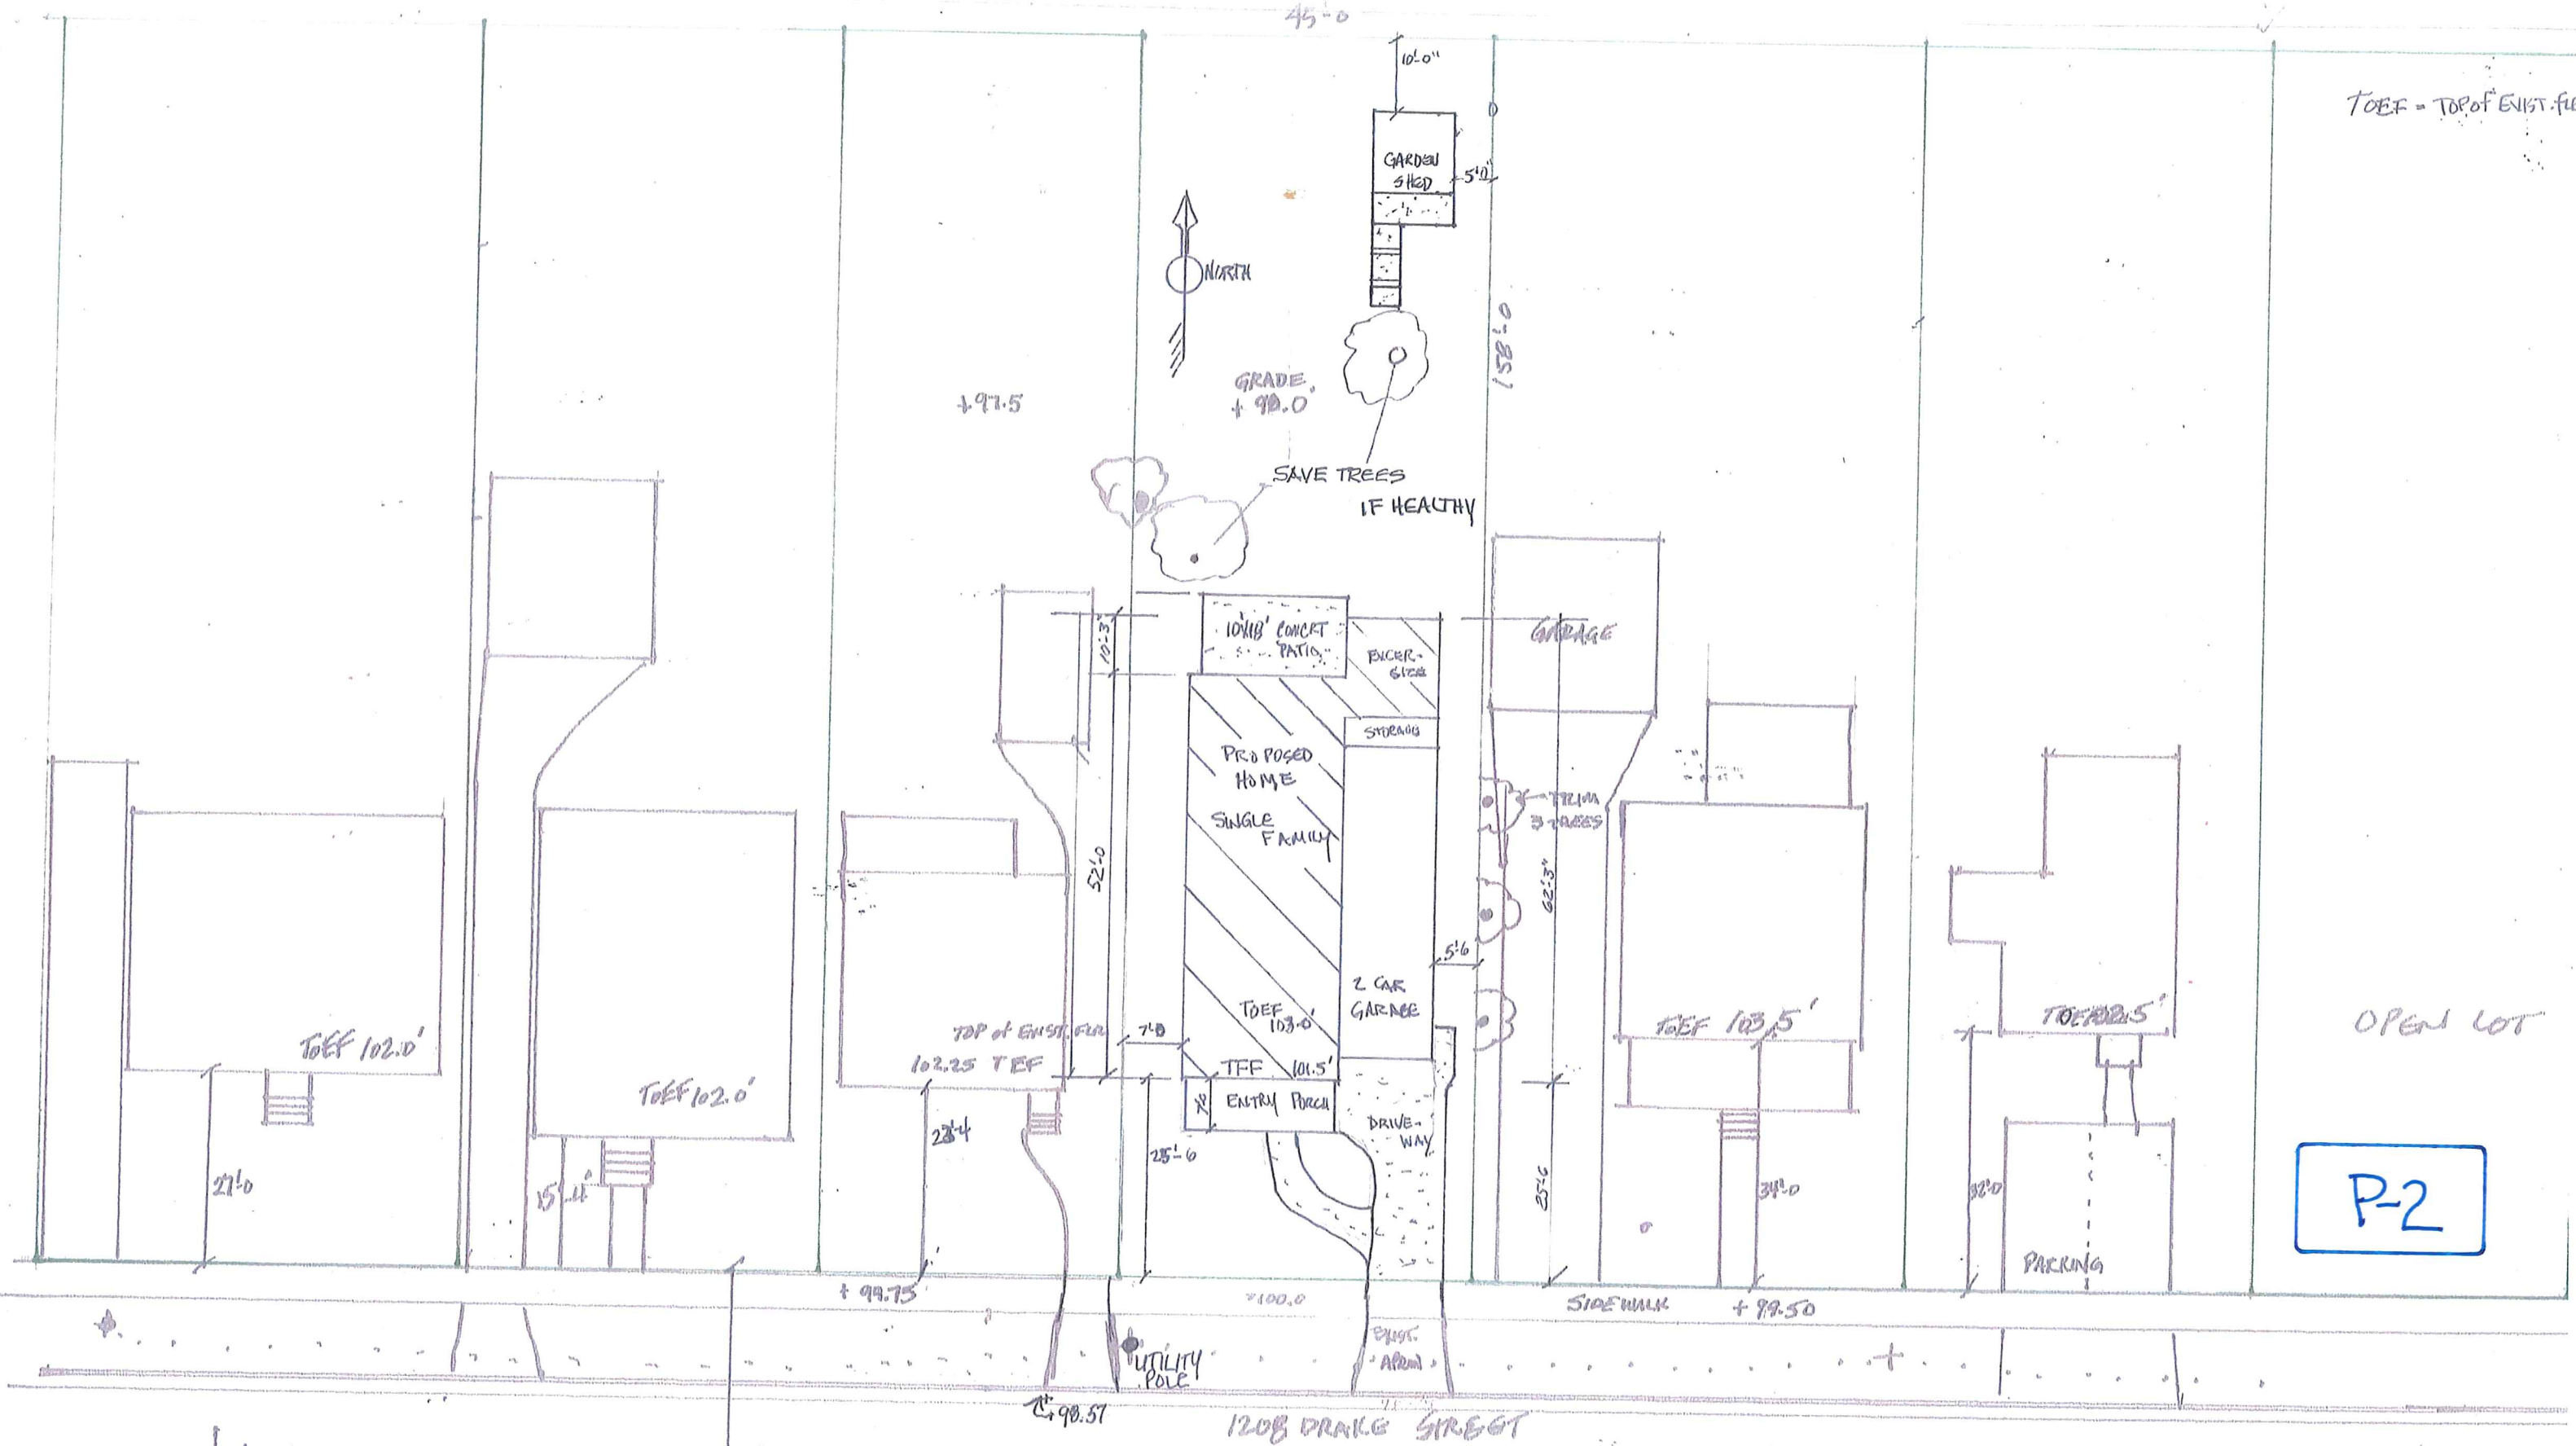 45-0
10'-0"
TOEF = TOP of EXIST. FL
GARDEN
SHED
5'0"
NORTH
158'-0
GRADE
+97.5
SAVE TREES
IF HEALTHY
10'-3"
10'X18' CONCRT
PATIO
EXCER-
SIZE
GARAGE
STORAGE
PROPOSED
HOME
SINGLE
FAMILY
TRIM
3 TREES
52'-0
62'-3"
5'-6
2 CAR
GARAGE
TOEF
103.0'
TOEF 102.0'
TOP of EXIST. FLR
102.25 TEF
7'-0
TOEF 103.5'
OPEN LOT
TFF 101.5'
TOEF 102.0'
ENTRY PORCH
DRIVE-
WAY
25'-6
27'-0
15'-4"
25'-6
34'-0
32'-0
P-2
PARKING
+ 99.75'
+100.0
SIDEWALK
+ 99.50
EXIST.
APRON
UTILITY
POLE
+98.57
1208 DRAKE STREET